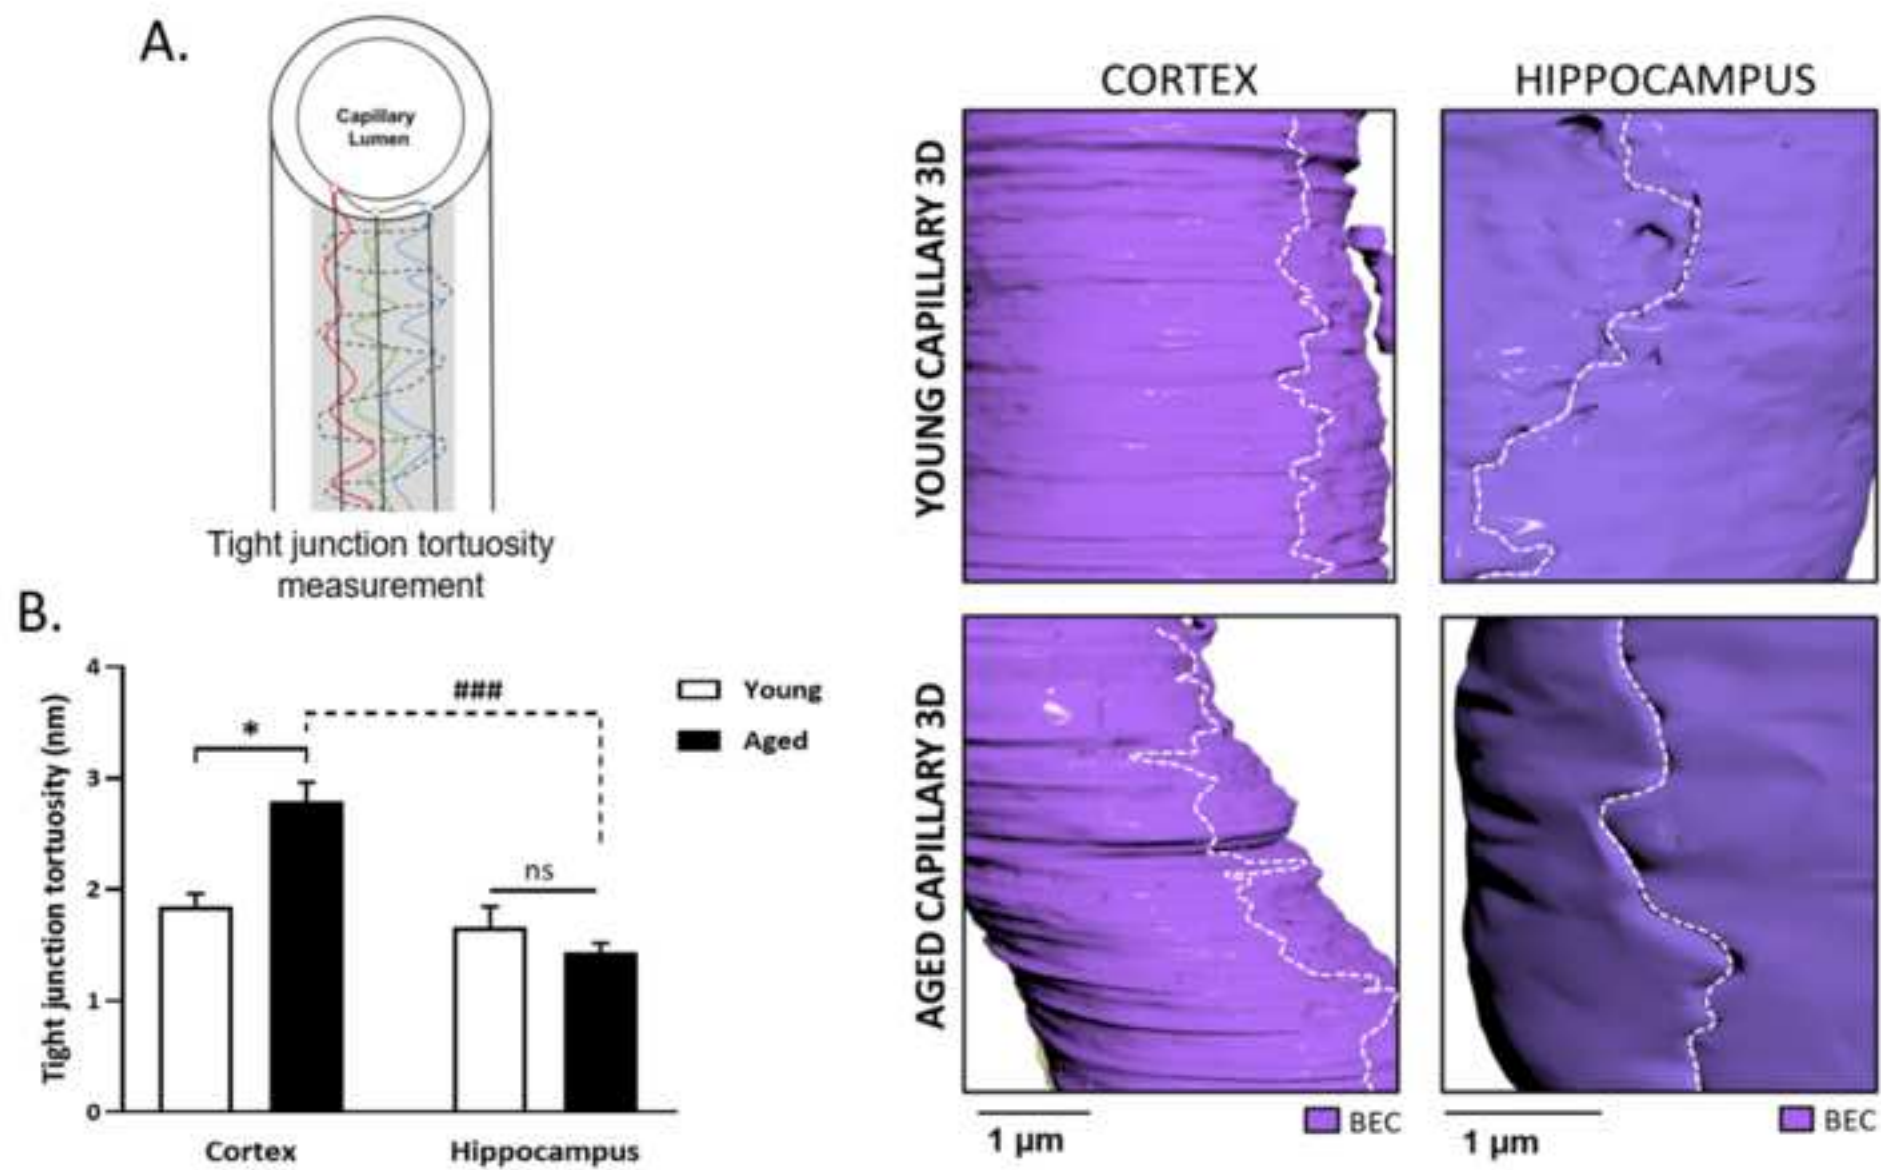 A.
Capillary
Lumen
Tight junction tortuosity
measurement
B.
Tight junction tortuosity (nm)
4
3
2
1
0
*
###
ns
Young
Aged
Cortex
Hippocampus
CORTEX
HIPPOCAMPUS
YOUNG CAPILLARY 3D
AGED CAPILLARY 3D
1 µm
BEC
1 µm
BEC